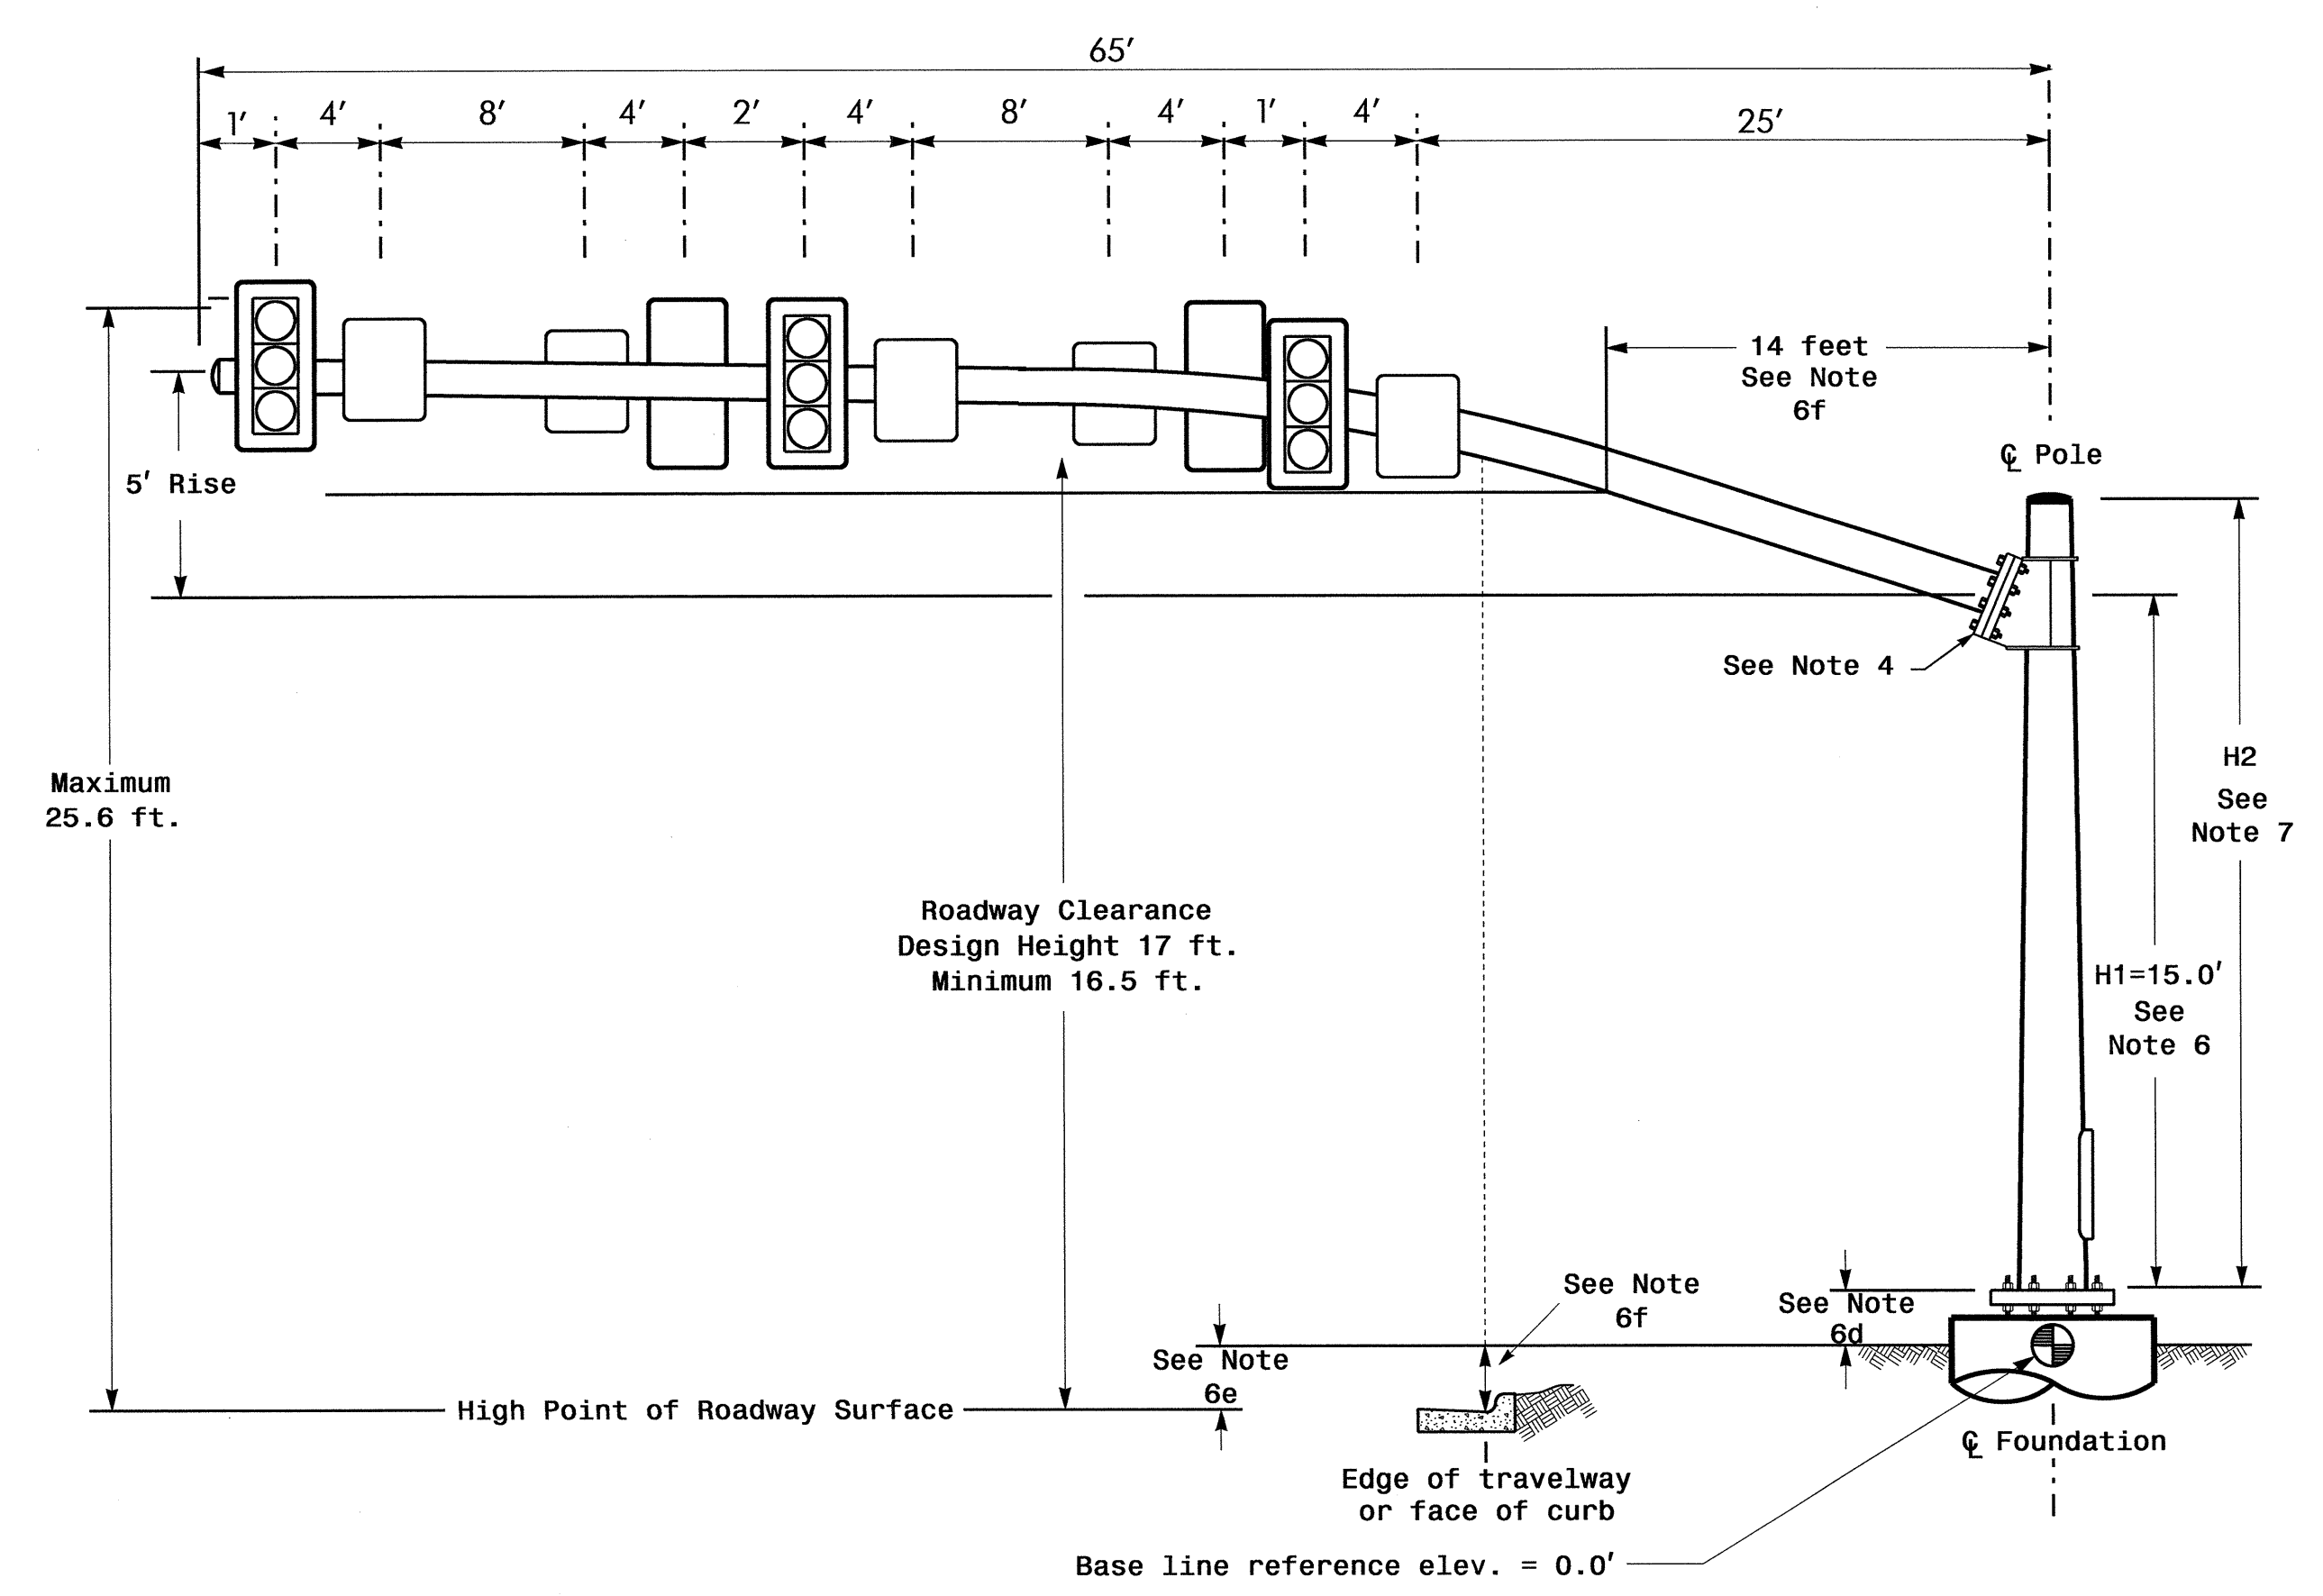 65′
1′ 4′ 8′ 4′ 2′ 4′ 8′ 4′ 1′ 4′ 25′
14 feet
See Note
6f
℄ Pole
5′ Rise
See Note 4
H2
See
Note 7
Maximum
25.6 ft.
Roadway Clearance
Design Height 17 ft.
Minimum 16.5 ft.
H1=15.0′
See
Note 6
See Note
6f
See Note
6d
See Note
6e
High Point of Roadway Surface
℄ Foundation
Edge of travelway
or face of curb
Base line reference elev. = 0.0′